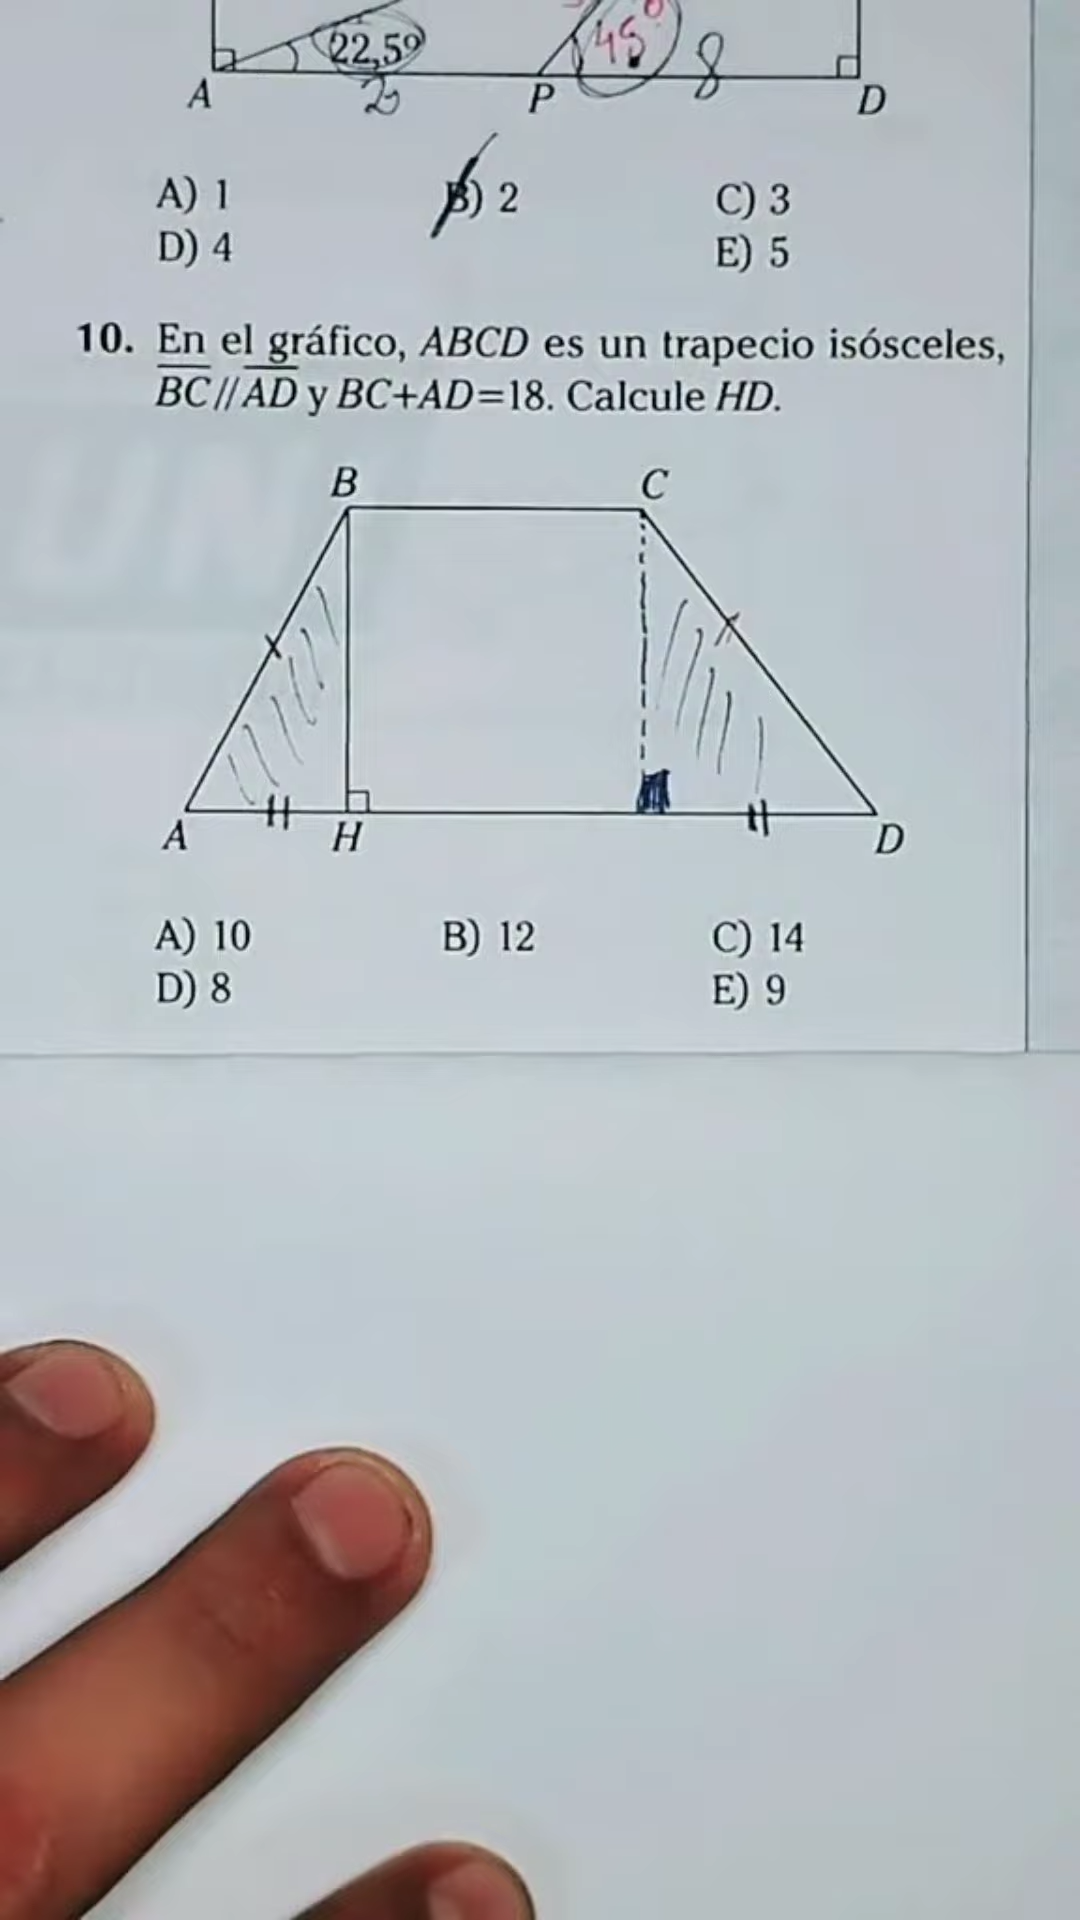 22,5° 45°
2 8
A P D
A) 1 B) 2 C) 3
D) 4 E) 5
10. En el gráfico, ABCD es un trapecio isósceles,
BC//AD y BC+AD=18. Calcule HD.
B C
A H D
A) 10 B) 12 C) 14
D) 8 E) 9